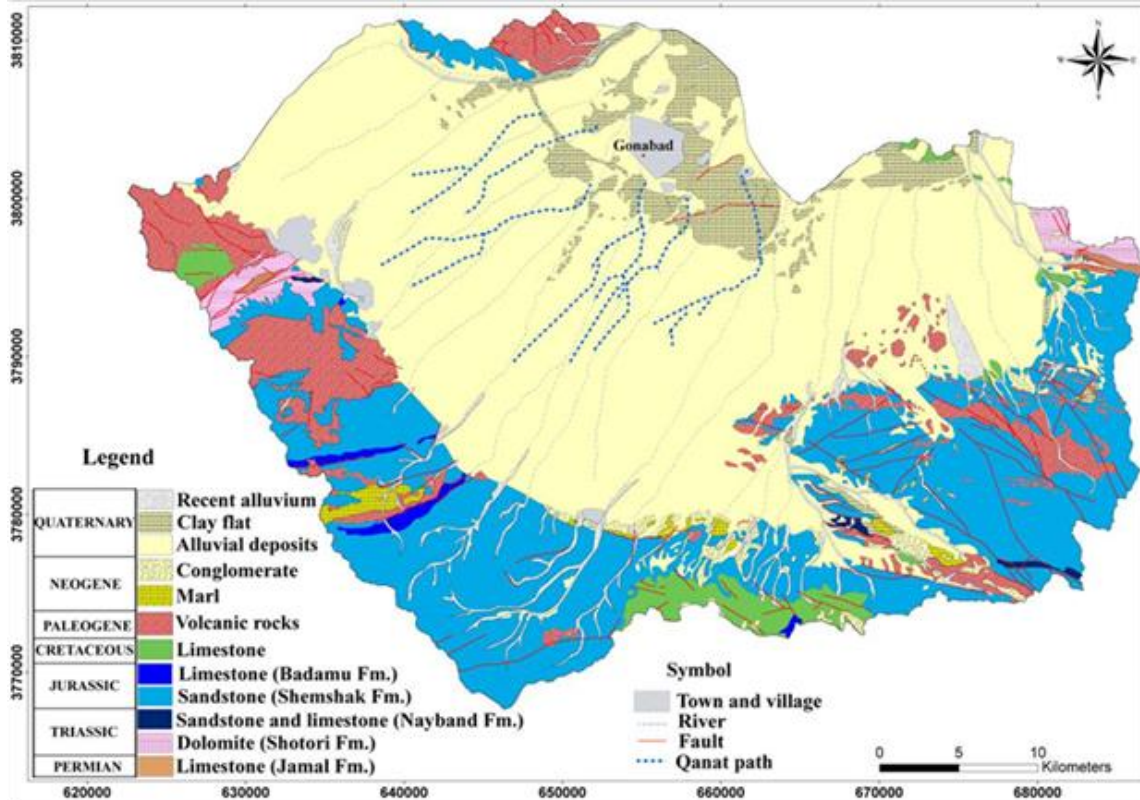 3810000
3800000
3790000
3780000
3770000
N
Gonabad
Legend
QUATERNARY
Recent alluvium
Clay flat
Alluvial deposits
NEOGENE
Conglomerate
Marl
PALEOGENE
Volcanic rocks
CRETACEOUS
Limestone
JURASSIC
Limestone (Badamu Fm.)
Sandstone (Shemshak Fm.)
TRIASSIC
Sandstone and limestone (Nayband Fm.)
Dolomite (Shotori Fm.)
PERMIAN
Limestone (Jamal Fm.)
Symbol
Town and village
River
Fault
Qanat path
0 5 10
Kilometers
620000 630000 640000 650000 660000 670000 680000